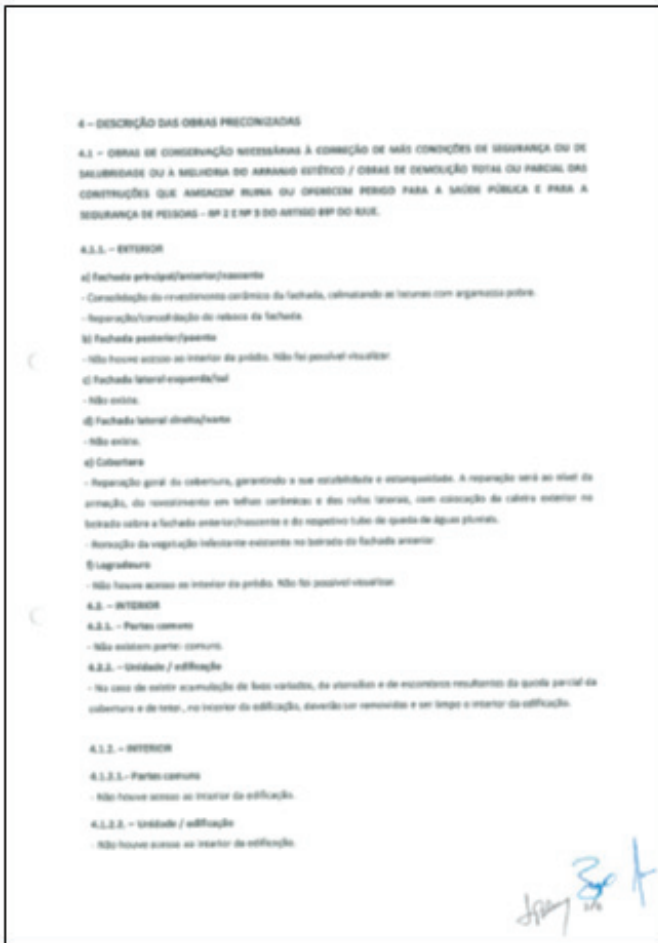 4 – DESCRIÇÃO DAS OBRAS PRECONIZADAS
4.1 – OBRAS DE CONSERVAÇÃO NECESSÁRIAS À CORREÇÃO DE MÁS CONDIÇÕES DE SEGURANÇA OU DE
SALUBRIDADE OU À MELHORIA DO ARRANJO ESTÉTICO / OBRAS DE DEMOLIÇÃO TOTAL OU PARCIAL DAS
CONSTRUÇÕES QUE AMEACEM RUINA OU OFERECEM PERIGO PARA A SAÚDE PÚBLICA E PARA A
SEGURANÇA DE PESSOAS – Nº 2 E Nº 3 DO ARTIGO 89º DO RJUE.
4.1.1. – EXTERIOR
a) Fachada principal/anterior/nascente
- Consolidação do revestimento cerâmico da fachada, colmatando as lacunas com argamassa pobre.
- Reparação/consolidação do reboco da fachada.
b) Fachada posterior/poente
- Não houve acesso ao interior do prédio. Não foi possível visualizar.
c) Fachada lateral esquerda/sul
- Não existe.
d) Fachada lateral direita/norte
- Não existe.
e) Cobertura
- Reparação geral da cobertura, garantindo a sua estabilidade e estanquidade. A reparação será ao nível da
armação, do revestimento em telhas cerâmicas e dos rufos laterais, com colocação da caleira exterior no
beirado sobre a fachada anterior/nascente e do respetivo tubo de queda de águas pluviais.
- Remoção da vegetação infestante existente no beirado da fachada anterior.
f) Logradouro
- Não houve acesso ao interior do prédio. Não foi possível visualizar.
4.2. – INTERIOR
4.2.1. – Partes comuns
- Não existem partes comuns.
4.2.2. – Unidade / edificação
- No caso de existir acumulação de lixos variados, de utensílios e de escombros resultantes da queda parcial da
cobertura e de tetos, no interior da edificação, deverão ser removidos e ser limpo o interior da edificação.
4.1.2. – INTERIOR
4.1.2.1.– Partes comuns
- Não houve acesso ao interior da edificação.
4.1.2.2. – Unidade / edificação
- Não houve acesso ao interior da edificação.